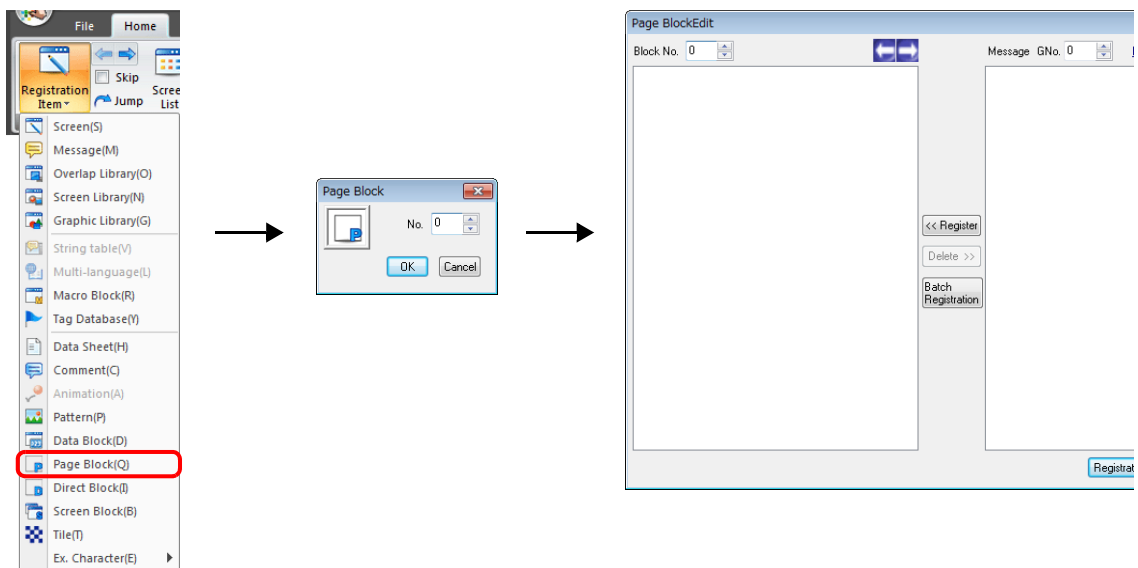 File Home
Registration
Item
Skip
Jump
Scree
List
Screen(S)
Message(M)
Overlap Library(O)
Screen Library(N)
Graphic Library(G)
String table(V)
Multi-language(L)
Macro Block(R)
Tag Database(Y)
Data Sheet(H)
Comment(C)
Animation(A)
Pattern(P)
Data Block(D)
Page Block(Q)
Direct Block(I)
Screen Block(B)
Tile(T)
Ex. Character(E)
Page Block
No. 0
OK Cancel
Page BlockEdit
Block No. 0
Message GNo. 0
<< Register
Delete >>
Batch
Registration
Registrat